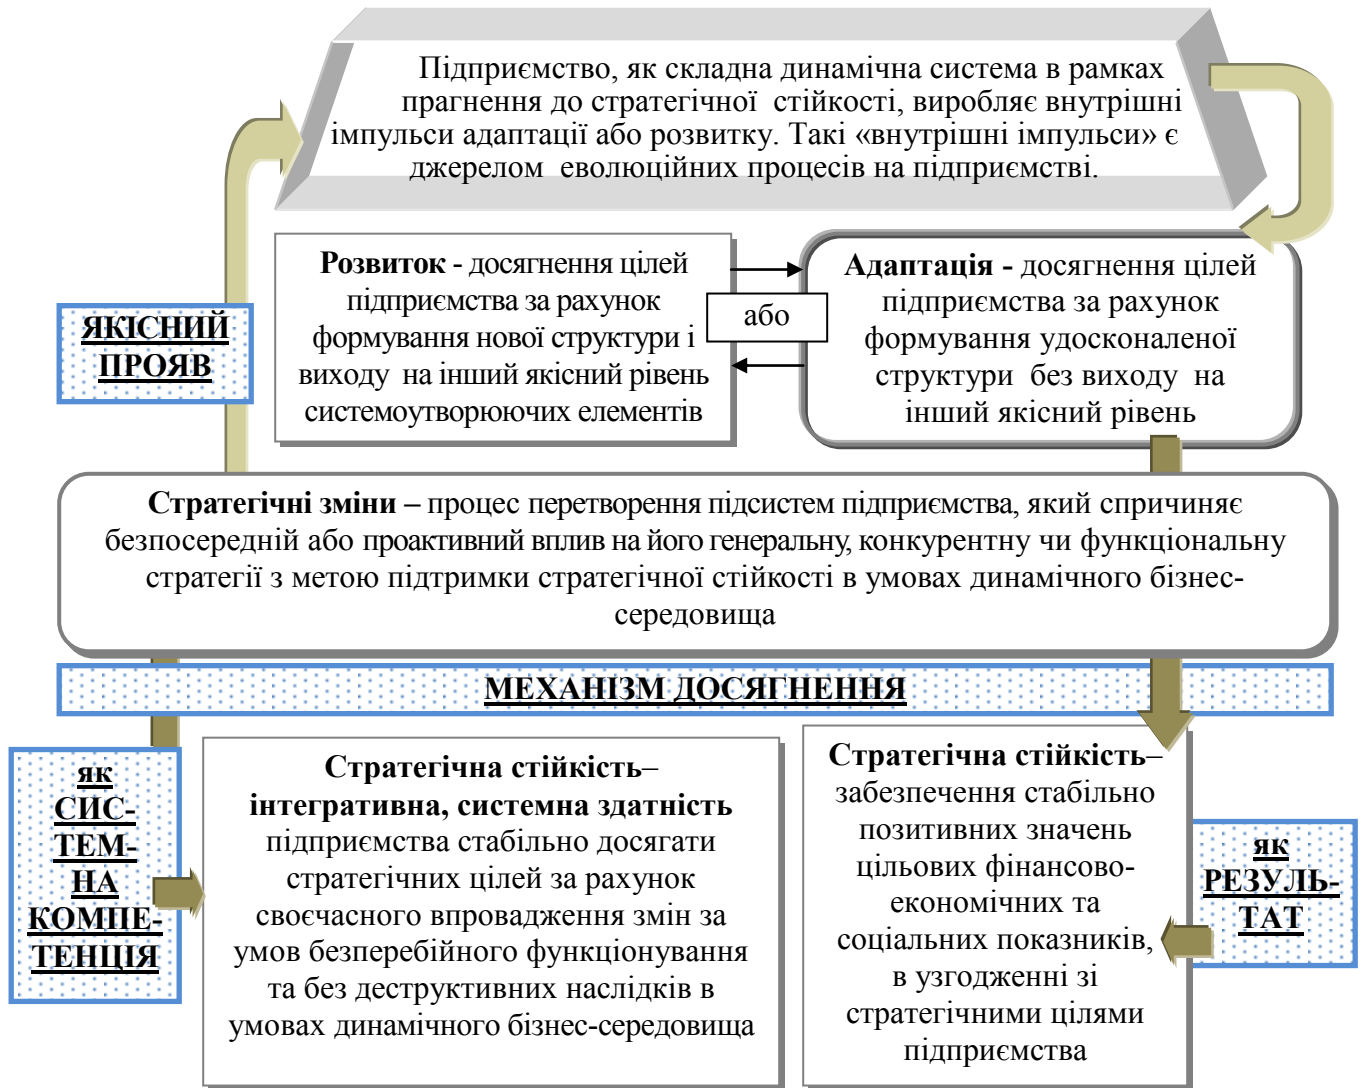 Підприємство, як складна динамічна система в рамках
прагнення до стратегічної стійкості, виробляє внутрішні
імпульси адаптації або розвитку. Такі «внутрішні імпульси» є
джерелом еволюційних процесів на підприємстві.
ЯКІСНИЙ
ПРОЯВ
Розвиток - досягнення цілей
підприємства за рахунок
формування нової структури і
виходу на інший якісний рівень
системоутворюючих елементів
або
Адаптація - досягнення цілей
підприємства за рахунок
формування удосконаленої
структури без виходу на
інший якісний рівень
Стратегічні зміни – процес перетворення підсистем підприємства, який спричиняє
безпосередній або проактивний вплив на його генеральну, конкурентну чи функціональну
стратегії з метою підтримки стратегічної стійкості в умовах динамічного бізнес-
середовища
МЕХАНІЗМ ДОСЯГНЕННЯ
як
СИС-
ТЕМ-
НА
КОМПЕ-
ТЕНЦІЯ
Стратегічна стійкість–
інтегративна, системна здатність
підприємства стабільно досягати
стратегічних цілей за рахунок
своєчасного впровадження змін за
умов безперебійного функціонування
та без деструктивних наслідків в
умовах динамічного бізнес-середовища
Стратегічна стійкість–
забезпечення стабільно
позитивних значень
цільових фінансово-
економічних та
соціальних показників,
в узгодженні зі
стратегічними цілями
підприємства
як
РЕЗУЛЬ-
ТАТ